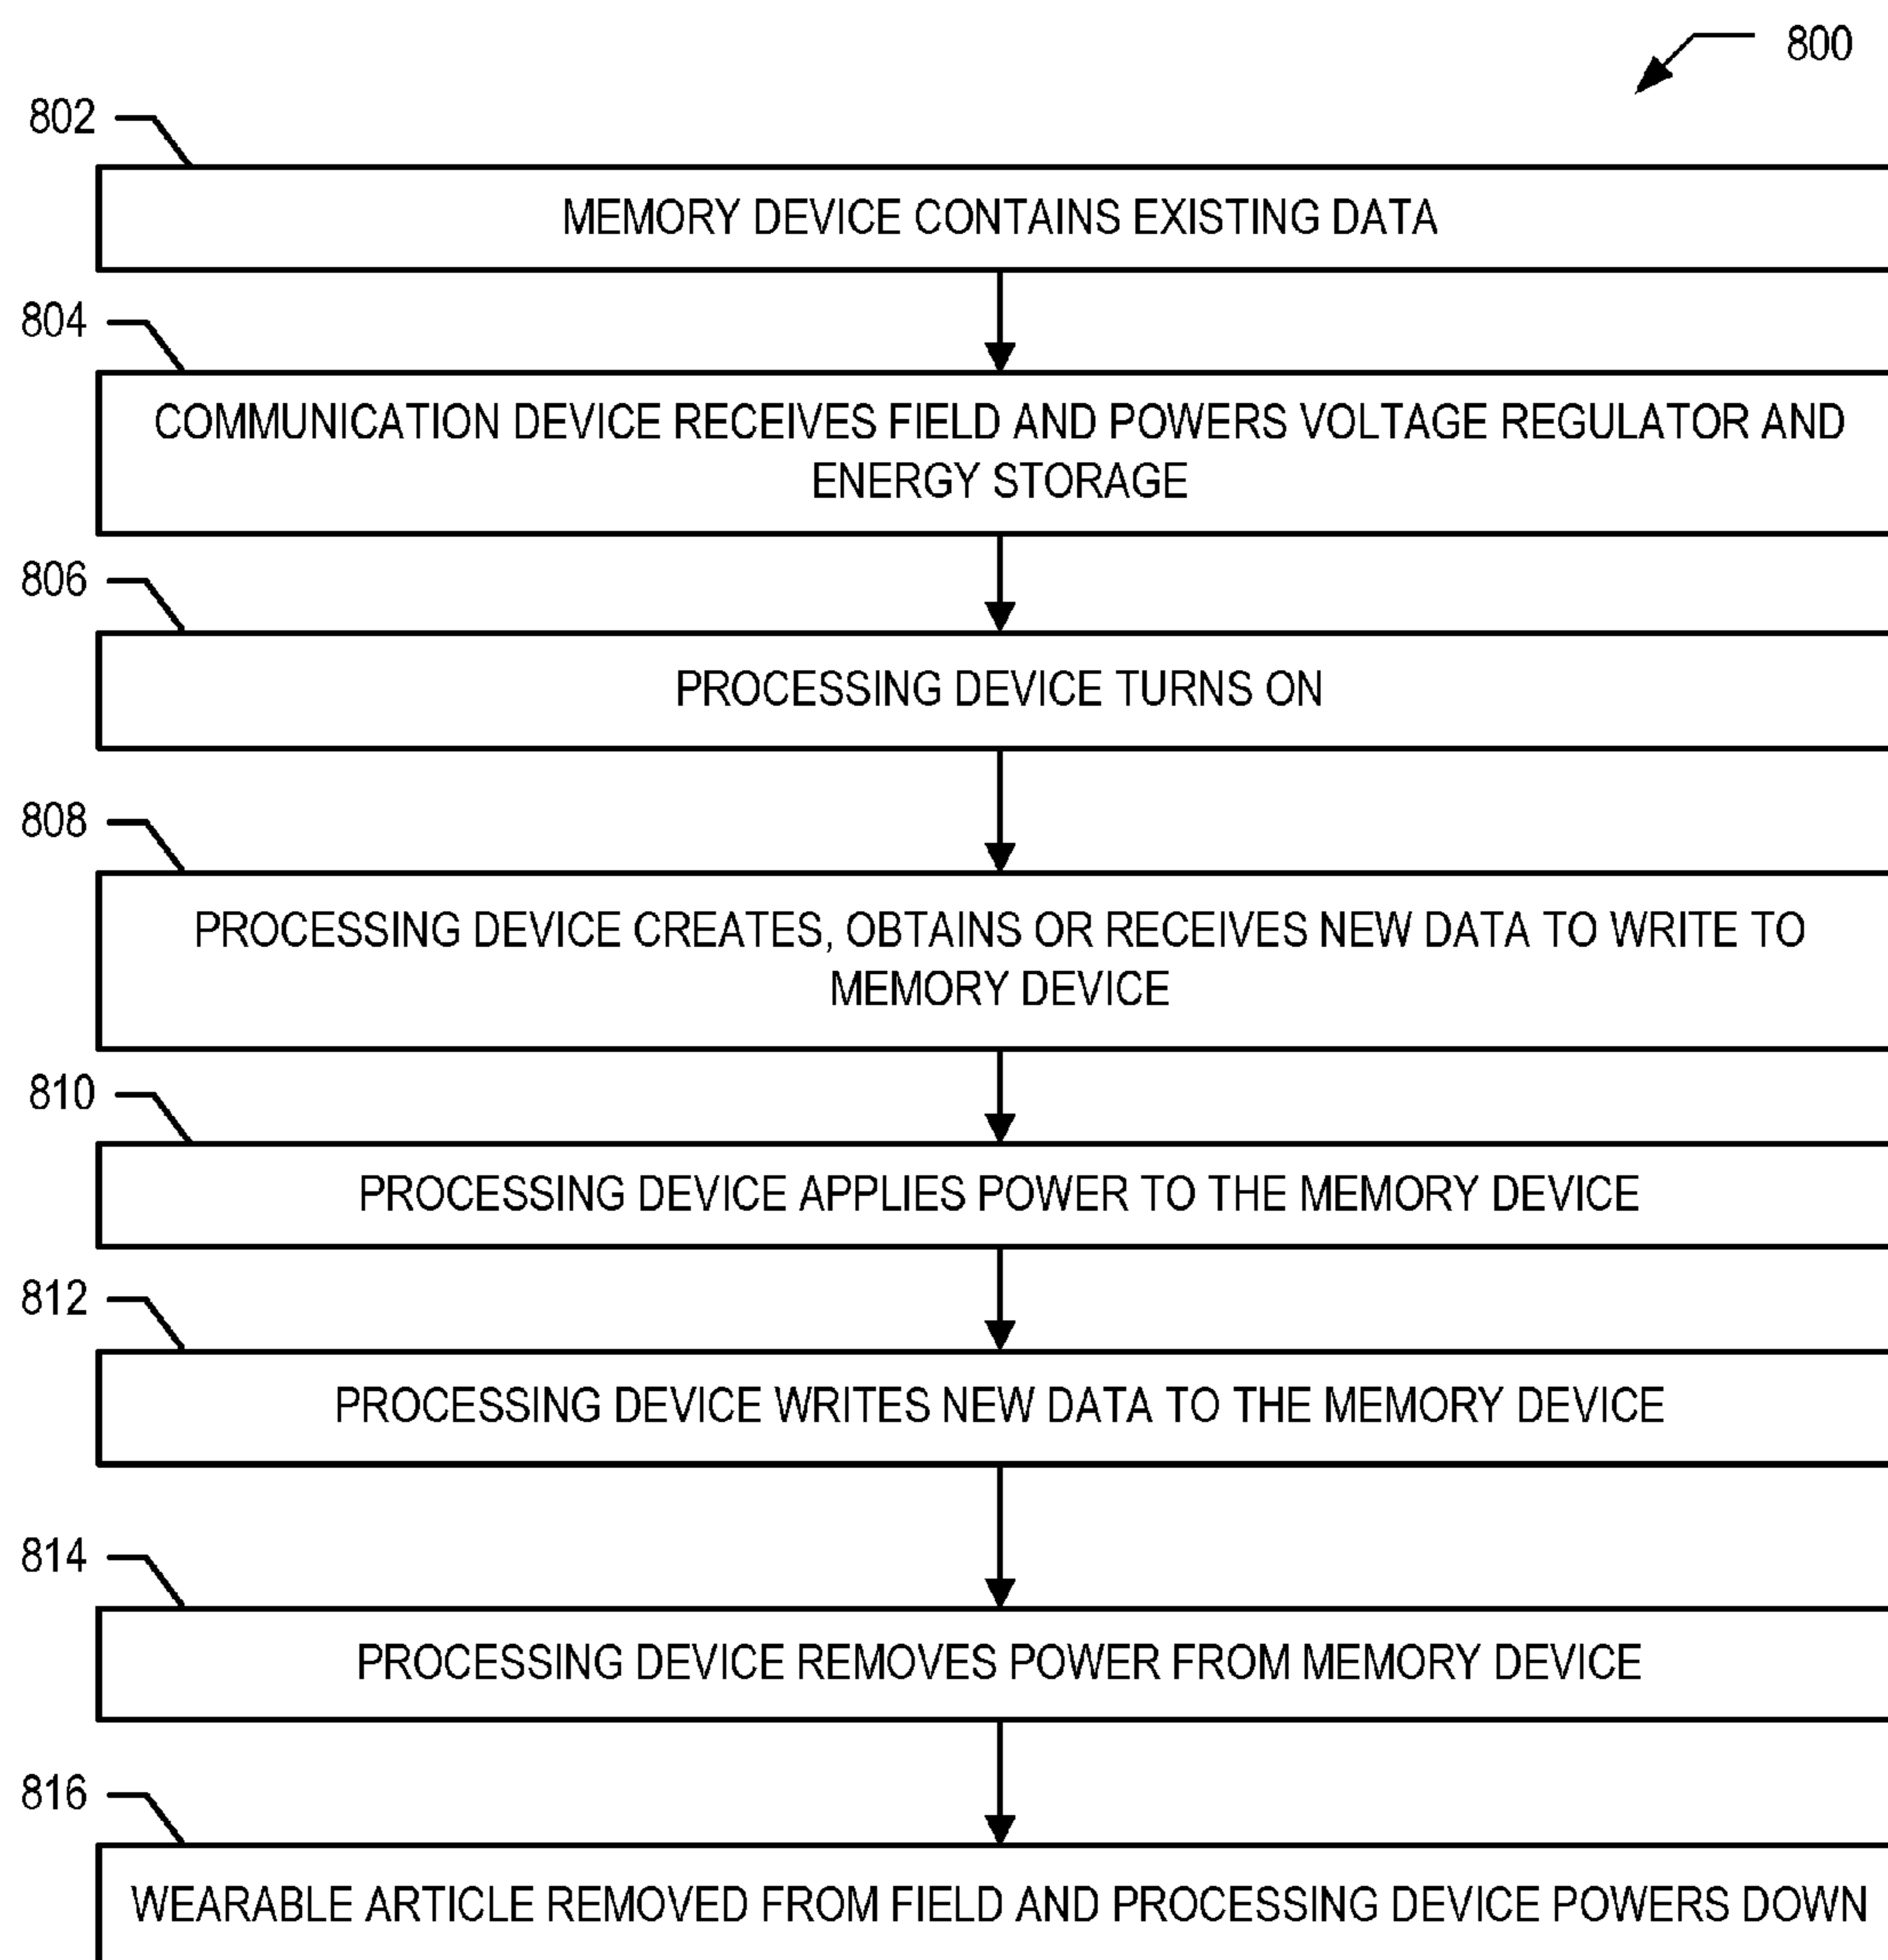 800
802
MEMORY DEVICE CONTAINS EXISTING DATA
804
COMMUNICATION DEVICE RECEIVES FIELD AND POWERS VOLTAGE REGULATOR AND
ENERGY STORAGE
806
PROCESSING DEVICE TURNS ON
808
PROCESSING DEVICE CREATES, OBTAINS OR RECEIVES NEW DATA TO WRITE TO
MEMORY DEVICE
810
PROCESSING DEVICE APPLIES POWER TO THE MEMORY DEVICE
812
PROCESSING DEVICE WRITES NEW DATA TO THE MEMORY DEVICE
814
PROCESSING DEVICE REMOVES POWER FROM MEMORY DEVICE
816
WEARABLE ARTICLE REMOVED FROM FIELD AND PROCESSING DEVICE POWERS DOWN